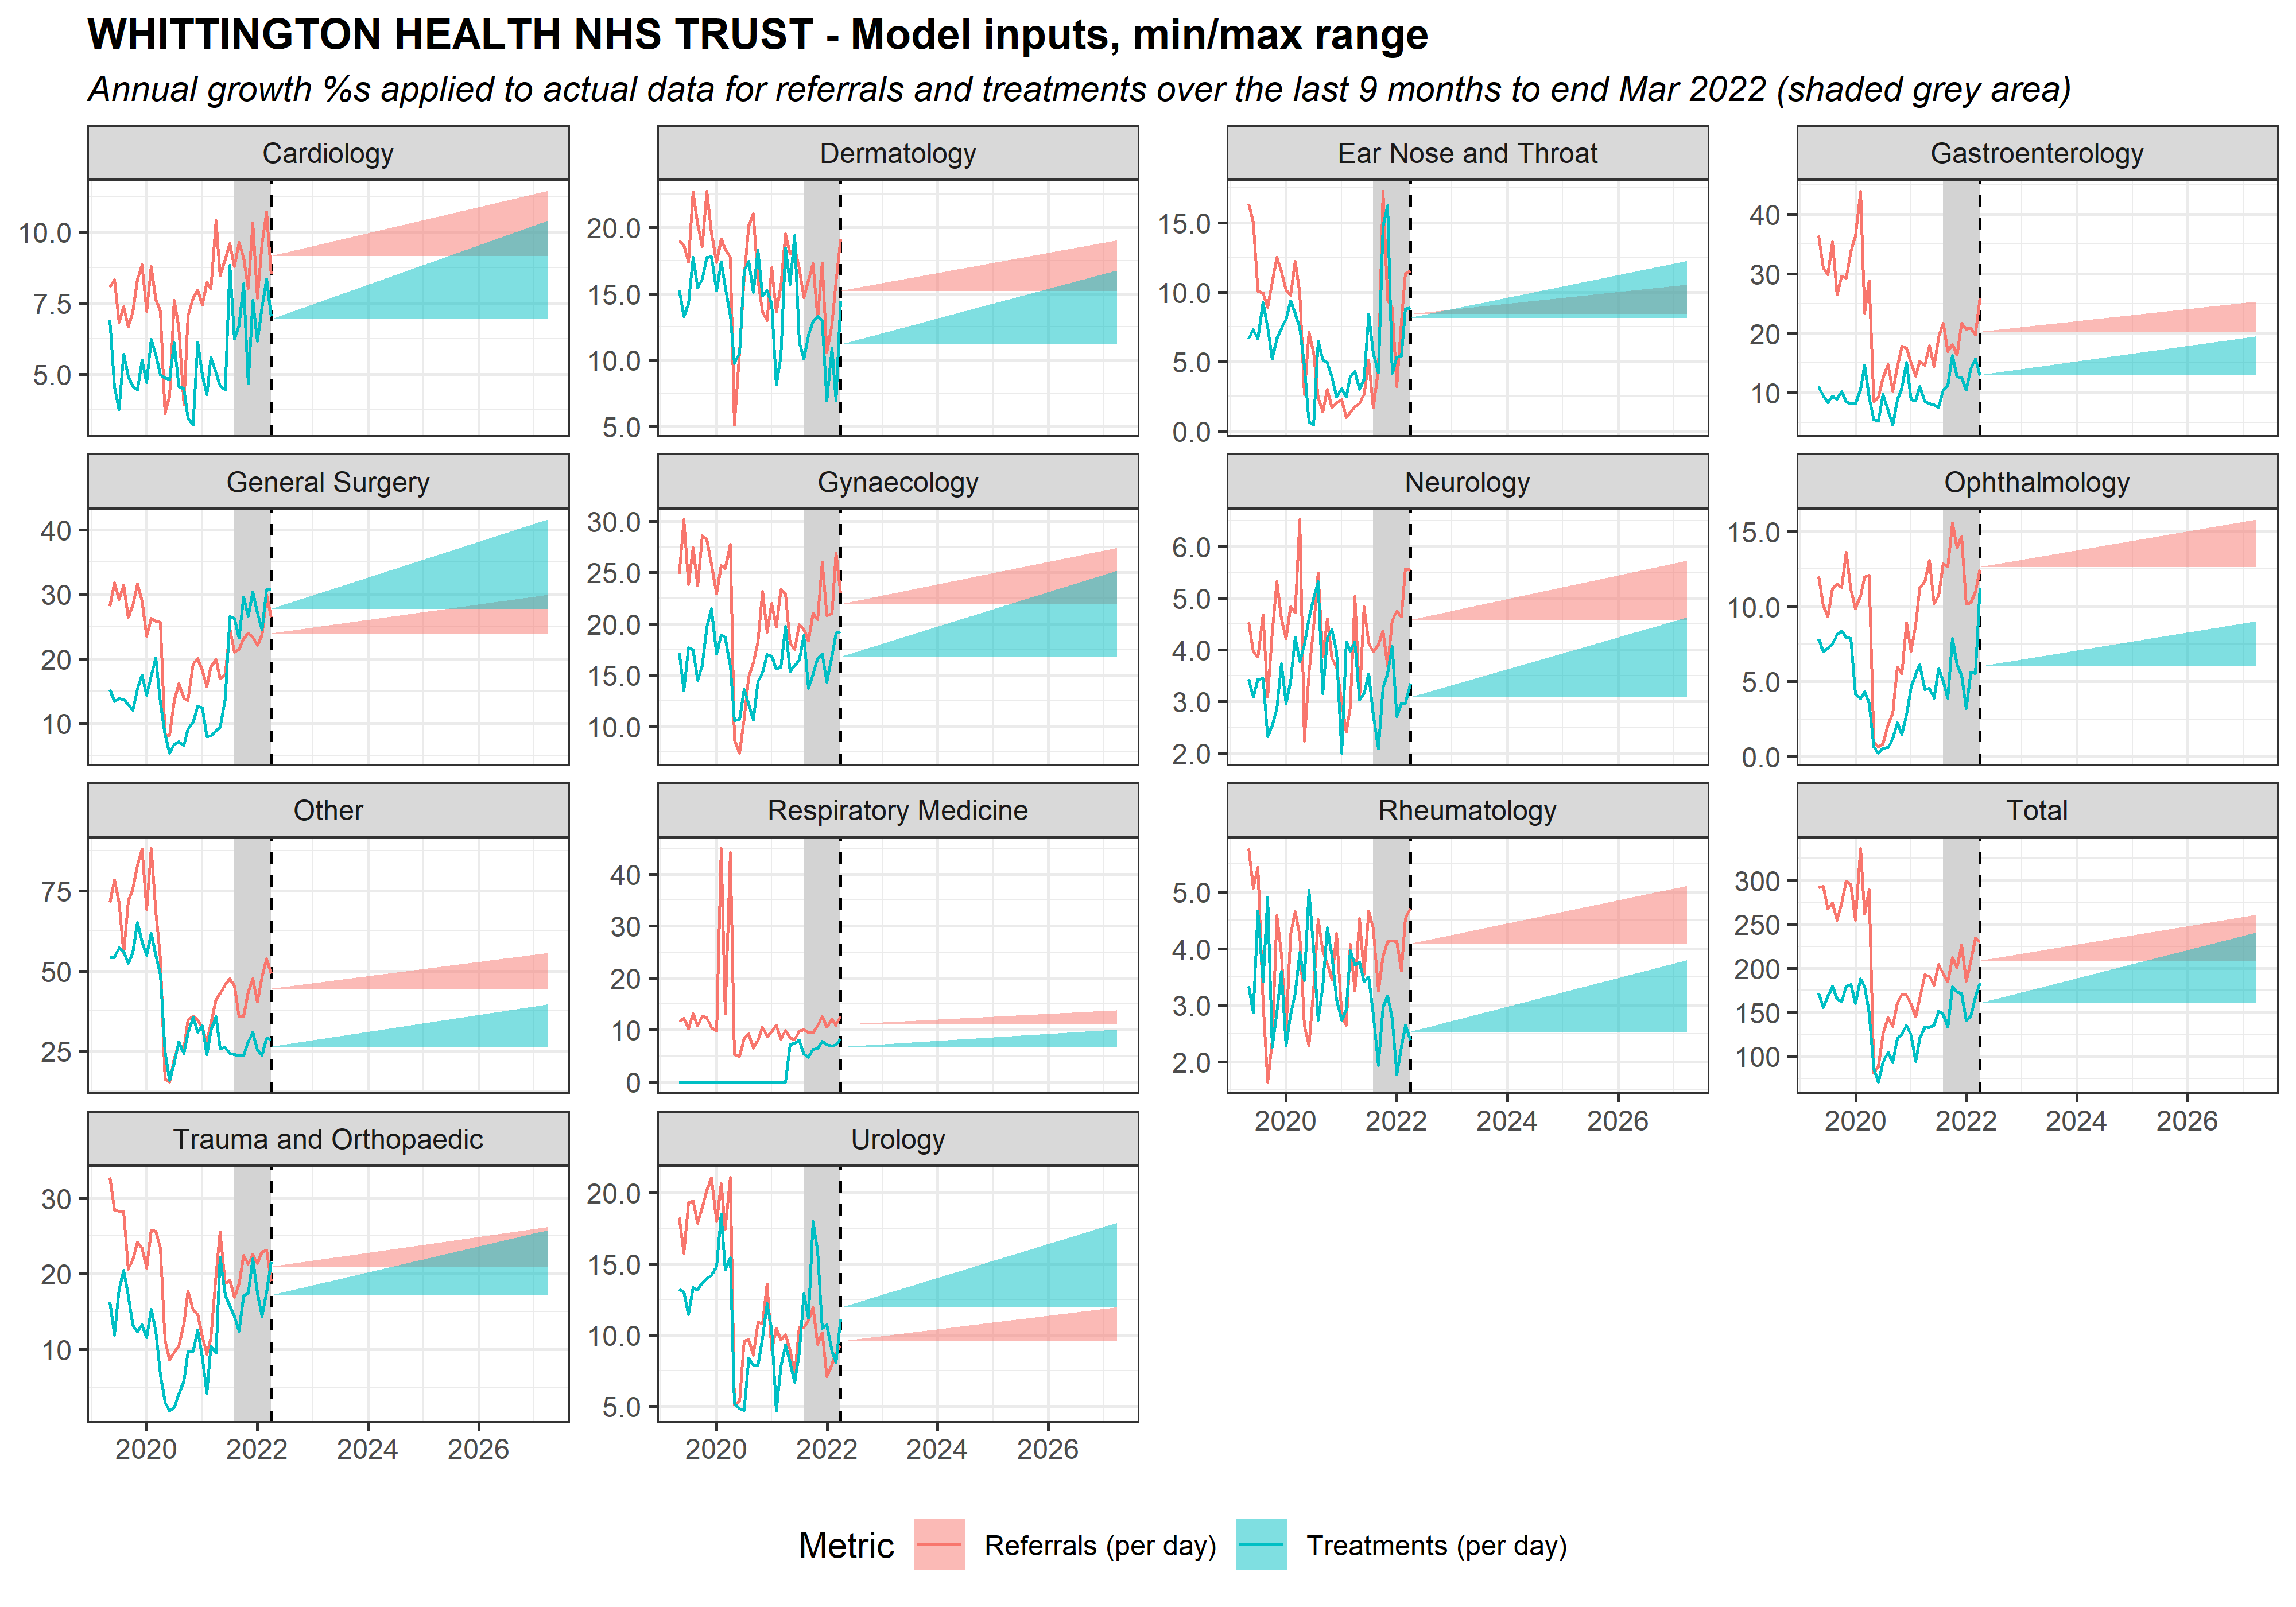 WHITTINGTON HEALTH NHS TRUST - Model inputs, min/max range
Annual growth %s applied to actual data for referrals and treatments over the last 9 months to end Mar 2022 (shaded grey area)
Cardiology
10.0
7.5
5.0
Dermatology
20.0
15.0
10.0
5.0
Ear Nose and Throat
15.0
10.0
5.0
0.0
Gastroenterology
40
30
20
10
General Surgery
40
30
20
10
Gynaecology
30.0
25.0
20.0
15.0
10.0
Neurology
6.0
5.0
4.0
3.0
2.0
Ophthalmology
15.0
10.0
5.0
0.0
Other
75
50
25
Respiratory Medicine
40
30
20
10
0
Rheumatology
5.0
4.0
3.0
2.0
2020 2022 2024 2026
Total
300
250
200
150
100
2020 2022 2024 2026
Trauma and Orthopaedic
30
20
10
2020 2022 2024 2026
Urology
20.0
15.0
10.0
5.0
2020 2022 2024 2026
Metric Referrals (per day) Treatments (per day)